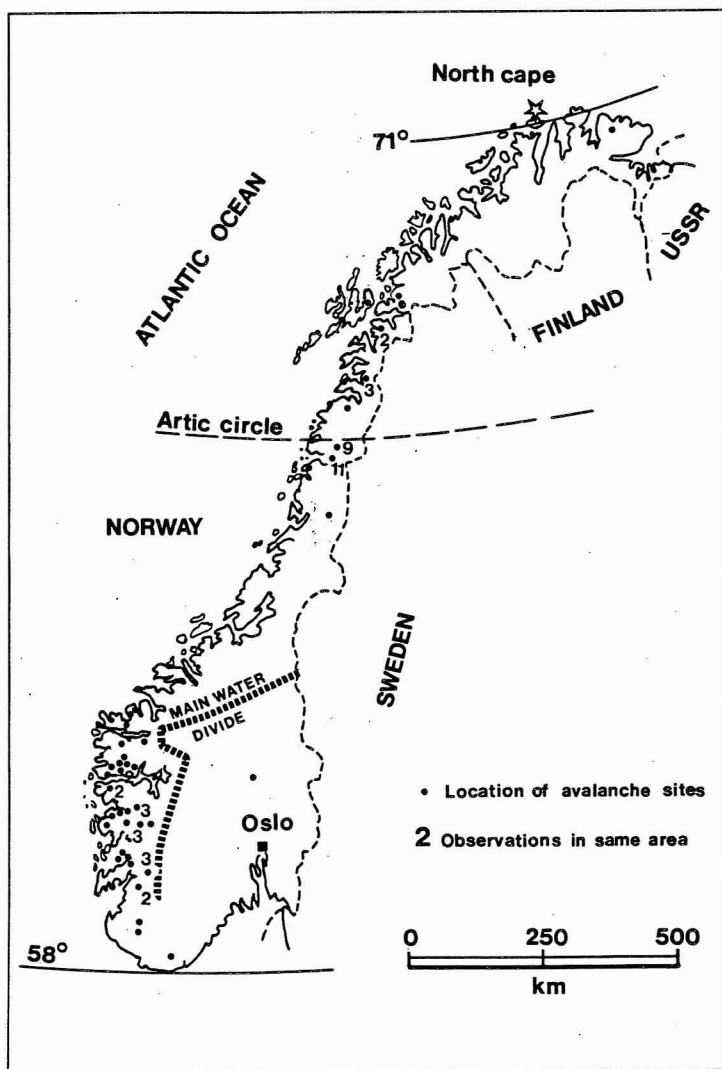 North cape
71°
ATLANTIC OCEAN
USSR
FINLAND
2
3
Artic circle
9
11
NORWAY
SWEDEN
MAIN WATER
DIVIDE
2
3
3
3
2
Oslo
• Location of avalanche sites
2 Observations in same area
58°
0 250 500
km